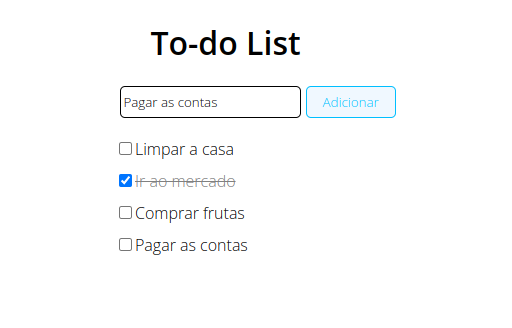 To-do List
Pagar as contas Adicionar
Limpar a casa
Ir ao mercado
Comprar frutas
Pagar as contas